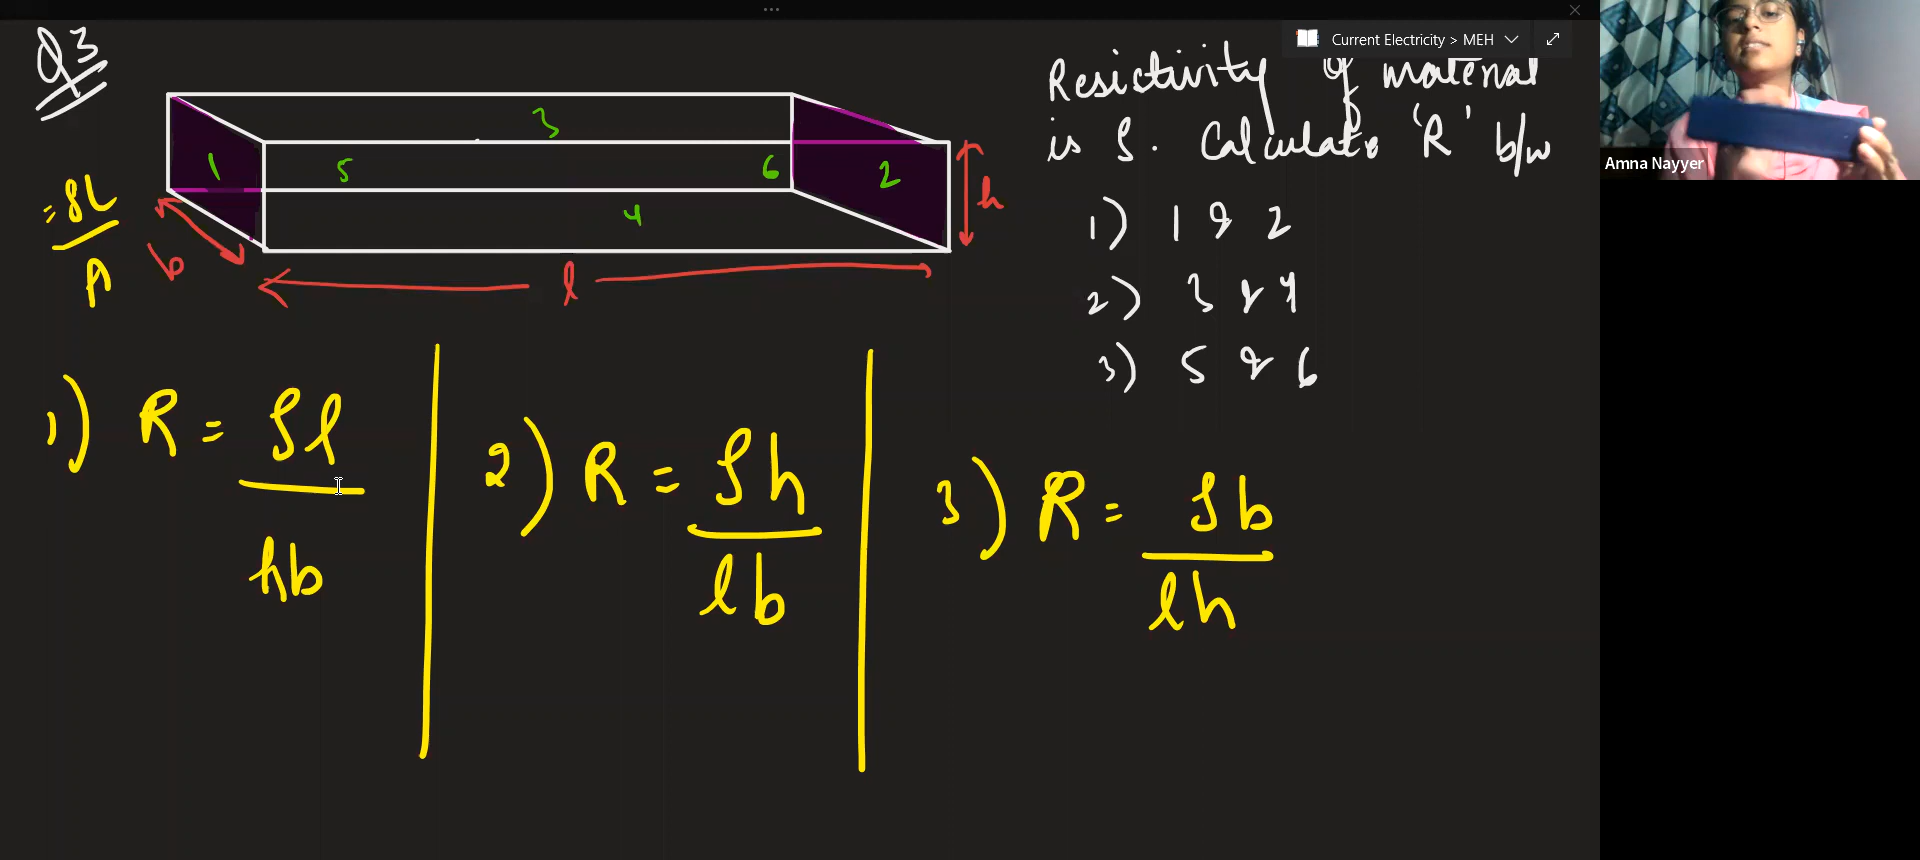 Current Electricity > MEH
Q3
Resictivity of material
is ρ. Calculate 'R' b/w
1) 1 & 2
2) 3 & 4
3) 5 & 6
3
1
5
6
2
4
h
b
l
= ρL
A
1) R = ρl
hb
2) R = ρh
lb
3) R = ρb
lh
Amna Nayyer